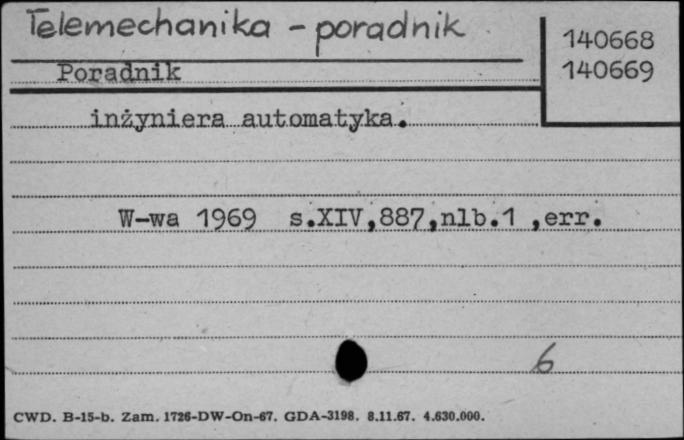 Telemechanika - poradnik
140668
140669
Poradnik
inżyniera automatyka.
W-wa 1969 s.XIV,887,nlb.1 ,err.
6
CWD. B-15-b. Zam. 1726-DW-On-67. GDA-3198. 8.11.67. 4.630.000.